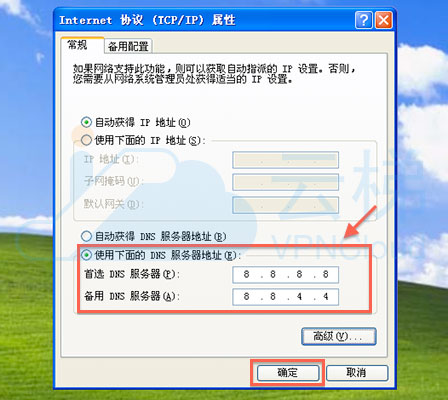 Internet 协议 (TCP/IP) 属性
常规
备用配置
如果网络支持此功能，则可以获取自动指派的 IP 设置。否则，
您需要从网络系统管理员处获得适当的 IP 设置。
自动获得 IP 地址(O)
使用下面的 IP 地址(S):
IP 地址(I):
子网掩码(U):
默认网关(D):
自动获得 DNS 服务器地址(B)
使用下面的 DNS 服务器地址(E):
首选 DNS 服务器(P): 8 . 8 . 8 . 8
备用 DNS 服务器(A): 8 . 8 . 4 . 4
高级(V)...
确定 取消
云梯
VPNCloud